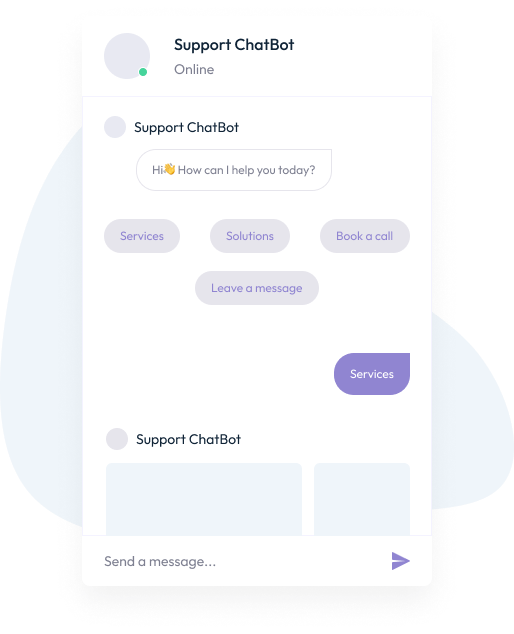 Support ChatBot
Online
Support ChatBot
Hi👋 How can I help you today?
Services
Solutions
Book a call
Leave a message
Services
Support ChatBot
Send a message...